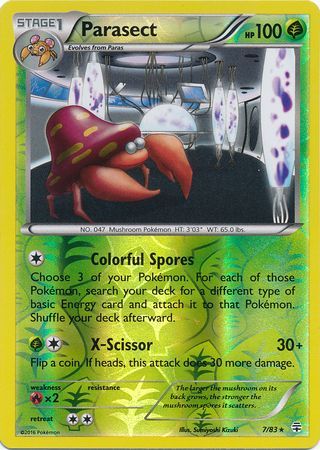 STAGE1
Parasect
HP100
Evolves from Paras
NO. 047 Mushroom Pokémon HT: 3'03" WT: 65.0 lbs.
Colorful Spores
Choose 3 of your Pokémon. For each of those
Pokémon, search your deck for a different type of
basic Energy card and attach it to that Pokémon.
Shuffle your deck afterward.
X-Scissor 30+
Flip a coin. If heads, this attack does 30 more damage.
weakness resistance
×2
retreat
The larger the mushroom on its
back grows, the stronger the
mushroom spores it scatters.
©2016 Pokémon
Illus. Sumiyoshi Kizuki
7/83 ★